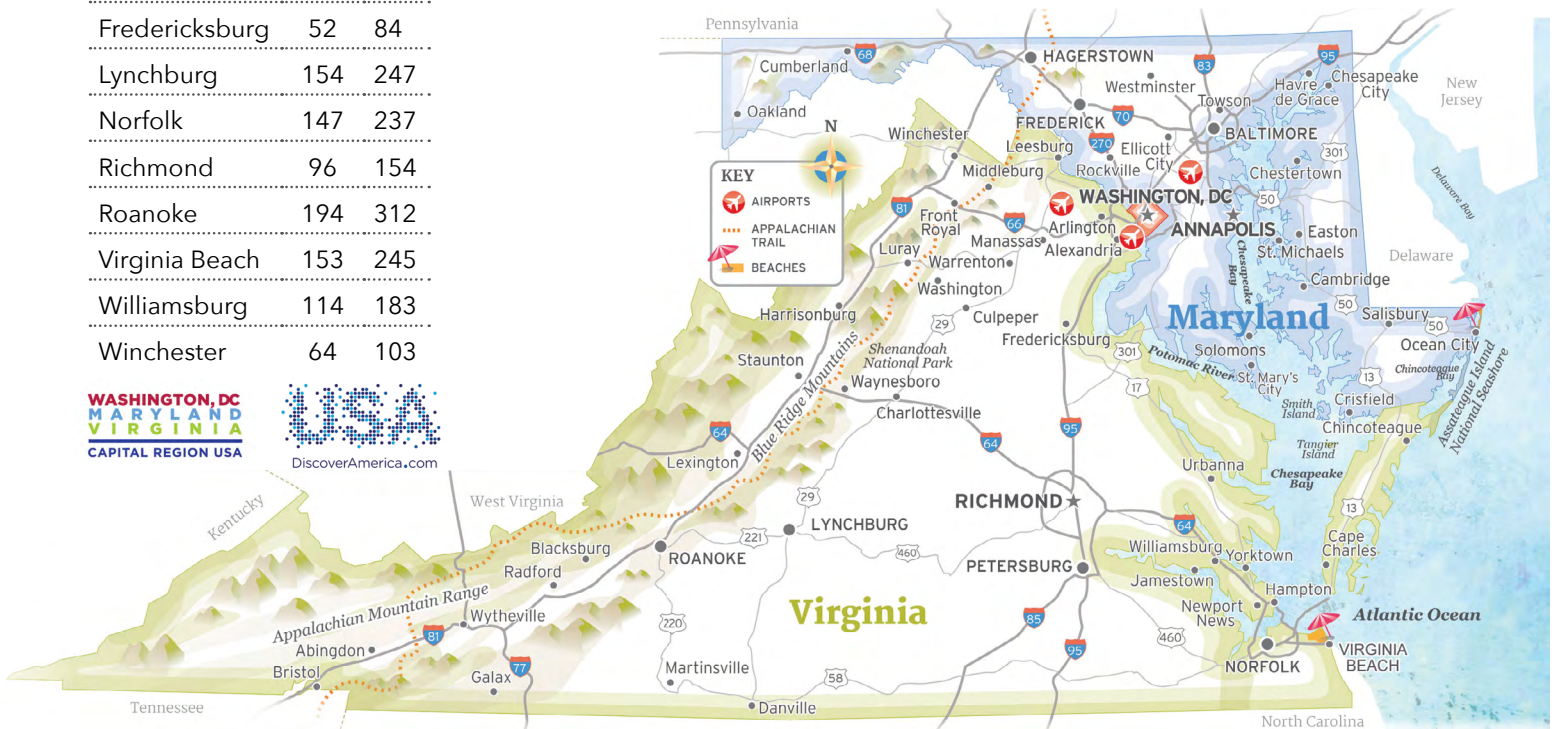 Fredericksburg 52 84
Lynchburg 154 247
Norfolk 147 237
Richmond 96 154
Roanoke 194 312
Virginia Beach 153 245
Williamsburg 114 183
Winchester 64 103
WASHINGTON, DC
MARYLAND
VIRGINIA
CAPITAL REGION USA
USA
DiscoverAmerica.com
Pennsylvania
Cumberland
68
HAGERSTOWN
83
95
Chesapeake
City
Havre
de Grace
New
Jersey
Westminster
Towson
Oakland
FREDERICK
70
BALTIMORE
N
Winchester
Leesburg
270
Ellicott
City
Rockville
301
Chestertown
Delaware Bay
KEY
AIRPORTS
APPALACHIAN
TRAIL
BEACHES
Middleburg
WASHINGTON, DC
50
81
Front
Royal
66
Arlington
ANNAPOLIS
Manassas
Alexandria
Easton
St. Michaels
Luray
Warrenton
Chesapeake
Bay
Delaware
Washington
Cambridge
Harrisonburg
29
Culpeper
Maryland
50
Salisbury
50
Ocean City
Fredericksburg
301
Solomons
Potomac River
Shenandoah
National Park
Staunton
Waynesboro
17
St. Mary's
City
13
Chincoteague
Bay
Assateague Island
National Seashore
Blue Ridge Mountains
Charlottesville
Smith
Island
Crisfield
Chincoteague
64
64
95
Tangier
Island
Lexington
Urbanna
Chesapeake
Bay
Kentucky
West Virginia
29
RICHMOND
13
LYNCHBURG
64
221
460
Blacksburg
ROANOKE
Williamsburg
Yorktown
Cape
Charles
Radford
PETERSBURG
Jamestown
Hampton
Appalachian Mountain Range
Wytheville
Virginia
Newport
News
Atlantic Ocean
220
85
460
81
Abingdon
95
VIRGINIA
BEACH
NORFOLK
Bristol
77
Galax
Martinsville
58
Danville
Tennessee
North Carolina